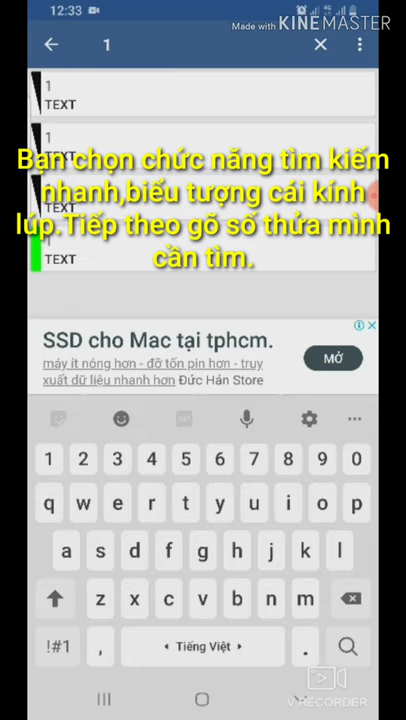 12:33
Made with KINEMASTER
1
1
TEXT
1
Bạn chọn chức năng tìm kiếm
nhanh,biểu tượng cái kính
lúp.Tiếp theo gõ số thửa mình
cần tìm.
TEXT
SSD cho Mac tại tphcm.
máy ít nóng hơn - đỡ tốn pin hơn - truy
xuất dữ liệu nhanh hơn Đức Hán Store
MỞ
GIF
1 2 3 4 5 6 7 8 9 0
q w e r t y u i o p
a s d f g h j k l
z x c v b n m
!#1 , Tiếng Việt .
V RECORDER